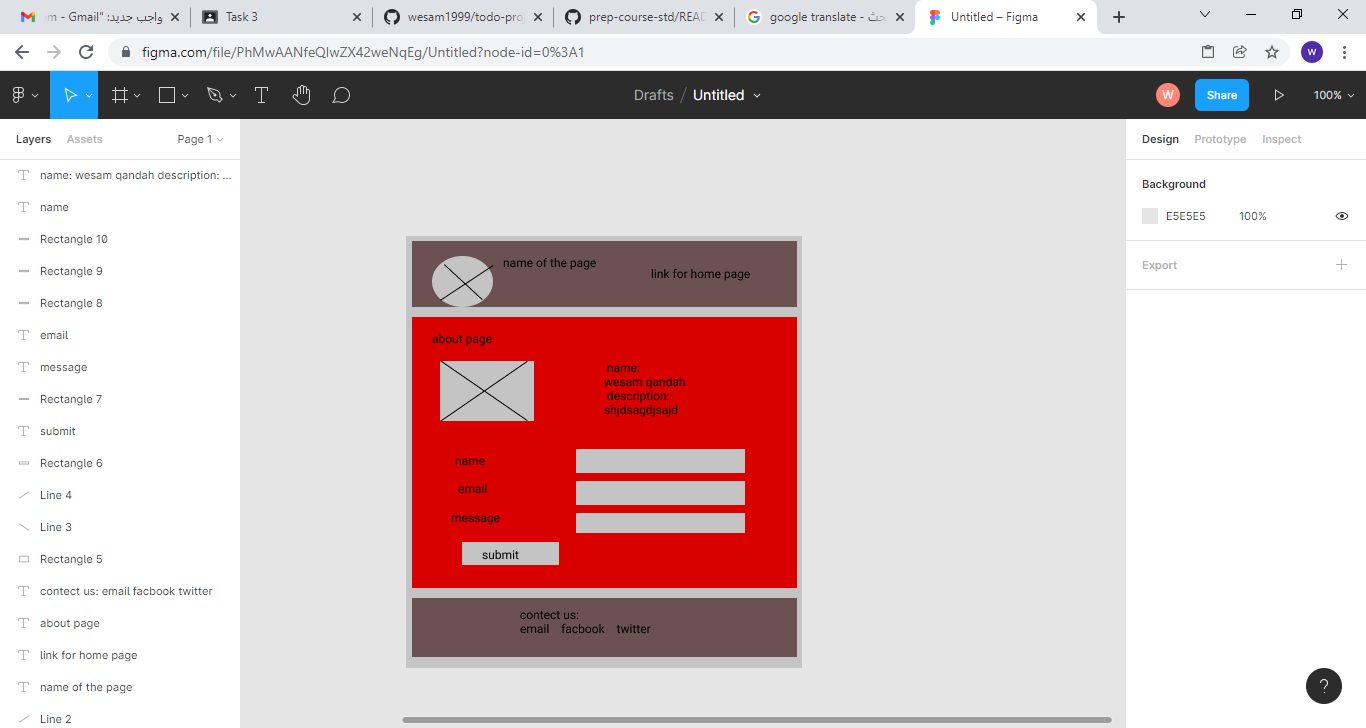 واجب جديد: "Gmail - m
Task 3
wesam1999/todo-pro
prep-course-std/READ
google translate - بحث
Untitled – Figma
figma.com/file/PhMwAANfeQlwZX42weNqEg/Untitled?node-id=0%3A1
W
Drafts / Untitled
W
Share
100%
Layers
Assets
Page 1
Design
Prototype
Inspect
name: wesam qandah description: ...
name
Rectangle 10
Rectangle 9
Rectangle 8
email
message
Rectangle 7
submit
Rectangle 6
Line 4
Line 3
Rectangle 5
contect us: email facbook twitter
about page
link for home page
name of the page
Line 2
name of the page
link for home page
about page
name:
wesam qandah
description:
shjdsagdjsajd
name
email
message
submit
contect us:
email facbook twitter
Background
E5E5E5
100%
Export
?